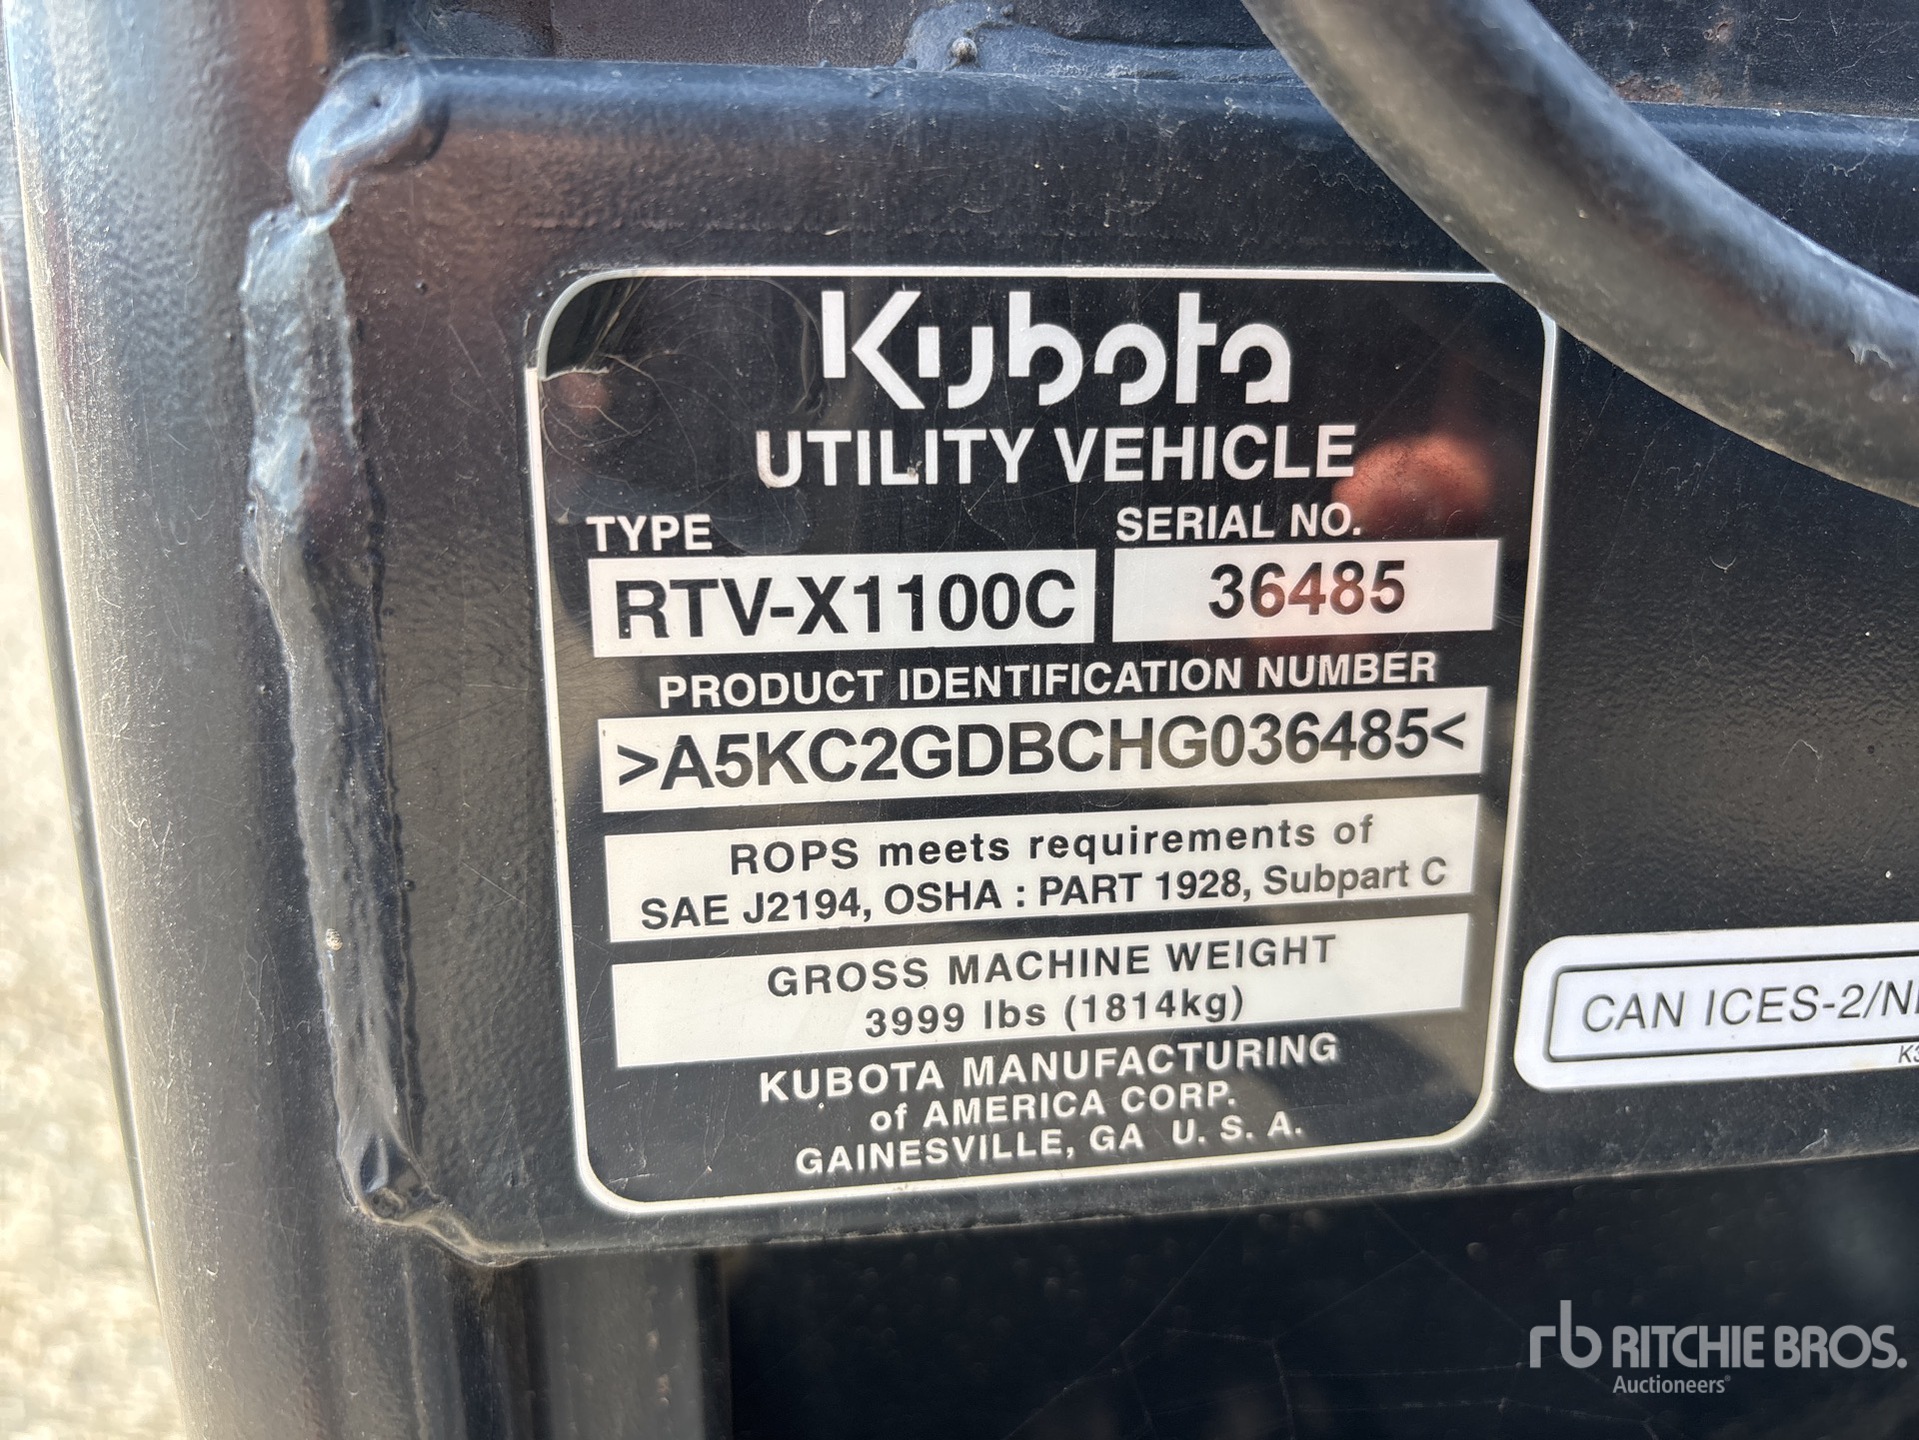 Kubota
UTILITY VEHICLE
TYPE
SERIAL NO.
RTV-X1100C
36485
PRODUCT IDENTIFICATION NUMBER
>A5KC2GDBCHG036485<
ROPS meets requirements of
SAE J2194, OSHA : PART 1928, Subpart C
GROSS MACHINE WEIGHT
3999 lbs (1814kg)
KUBOTA MANUFACTURING
of AMERICA CORP.
GAINESVILLE, GA U. S. A.
CAN ICES-2/
rb RITCHIE BROS.
Auctioneers®